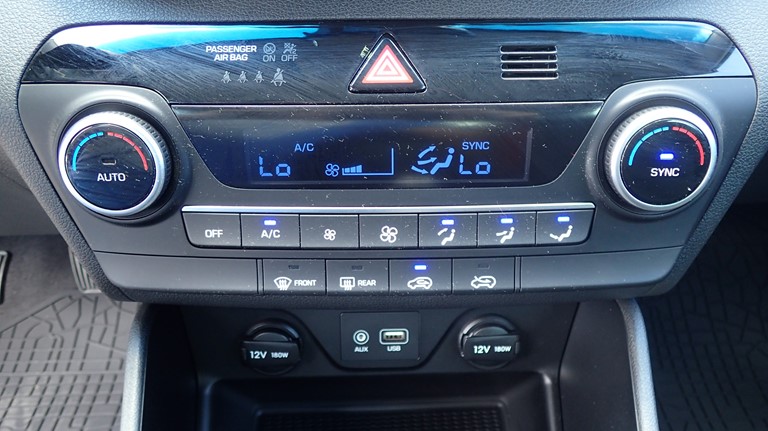 PASSENGER
AIR BAG
ON OFF
A/C SYNC
Lo Lo
AUTO
SYNC
OFF A/C
FRONT REAR
12V 180W
AUX USB
12V 180W